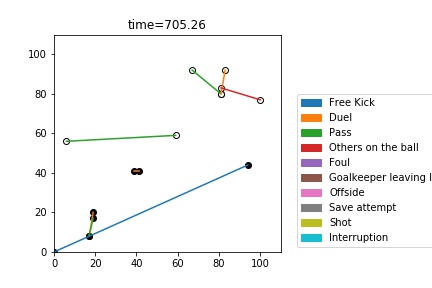 time=705.26
100
80
60
40
20
0
0
20
40
60
80
100
Free Kick
Duel
Pass
Others on the ball
Foul
Goalkeeper leaving l
Offside
Save attempt
Shot
Interruption